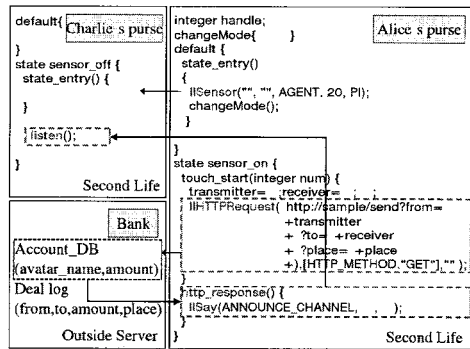 default{
Charlie s purse
}
state sensor_off {
state_entry() {
}
listen();
}
Second Life
Bank
Account_DB
(avatar_name,amount)
Deal log
(from,to,amount,place)
Outside Server
integer handle;
changeMode{ }
Alice s purse
default {
state_entry()
{
llSensor("", "", AGENT. 20, PI);
changeMode();
}
}
state sensor_on {
touch_start(integer num) {
transmitter= ;receiver= ; ;
llHTTPRequest( http://sample/send?from=
+transmitter
+ ?to= +receiver
+ ?place= +place
+),[HTTP_METHOD,"GET"],"" );
}
http_response() {
llSay(ANNOUNCE_CHANNEL, , );
}
Second Life